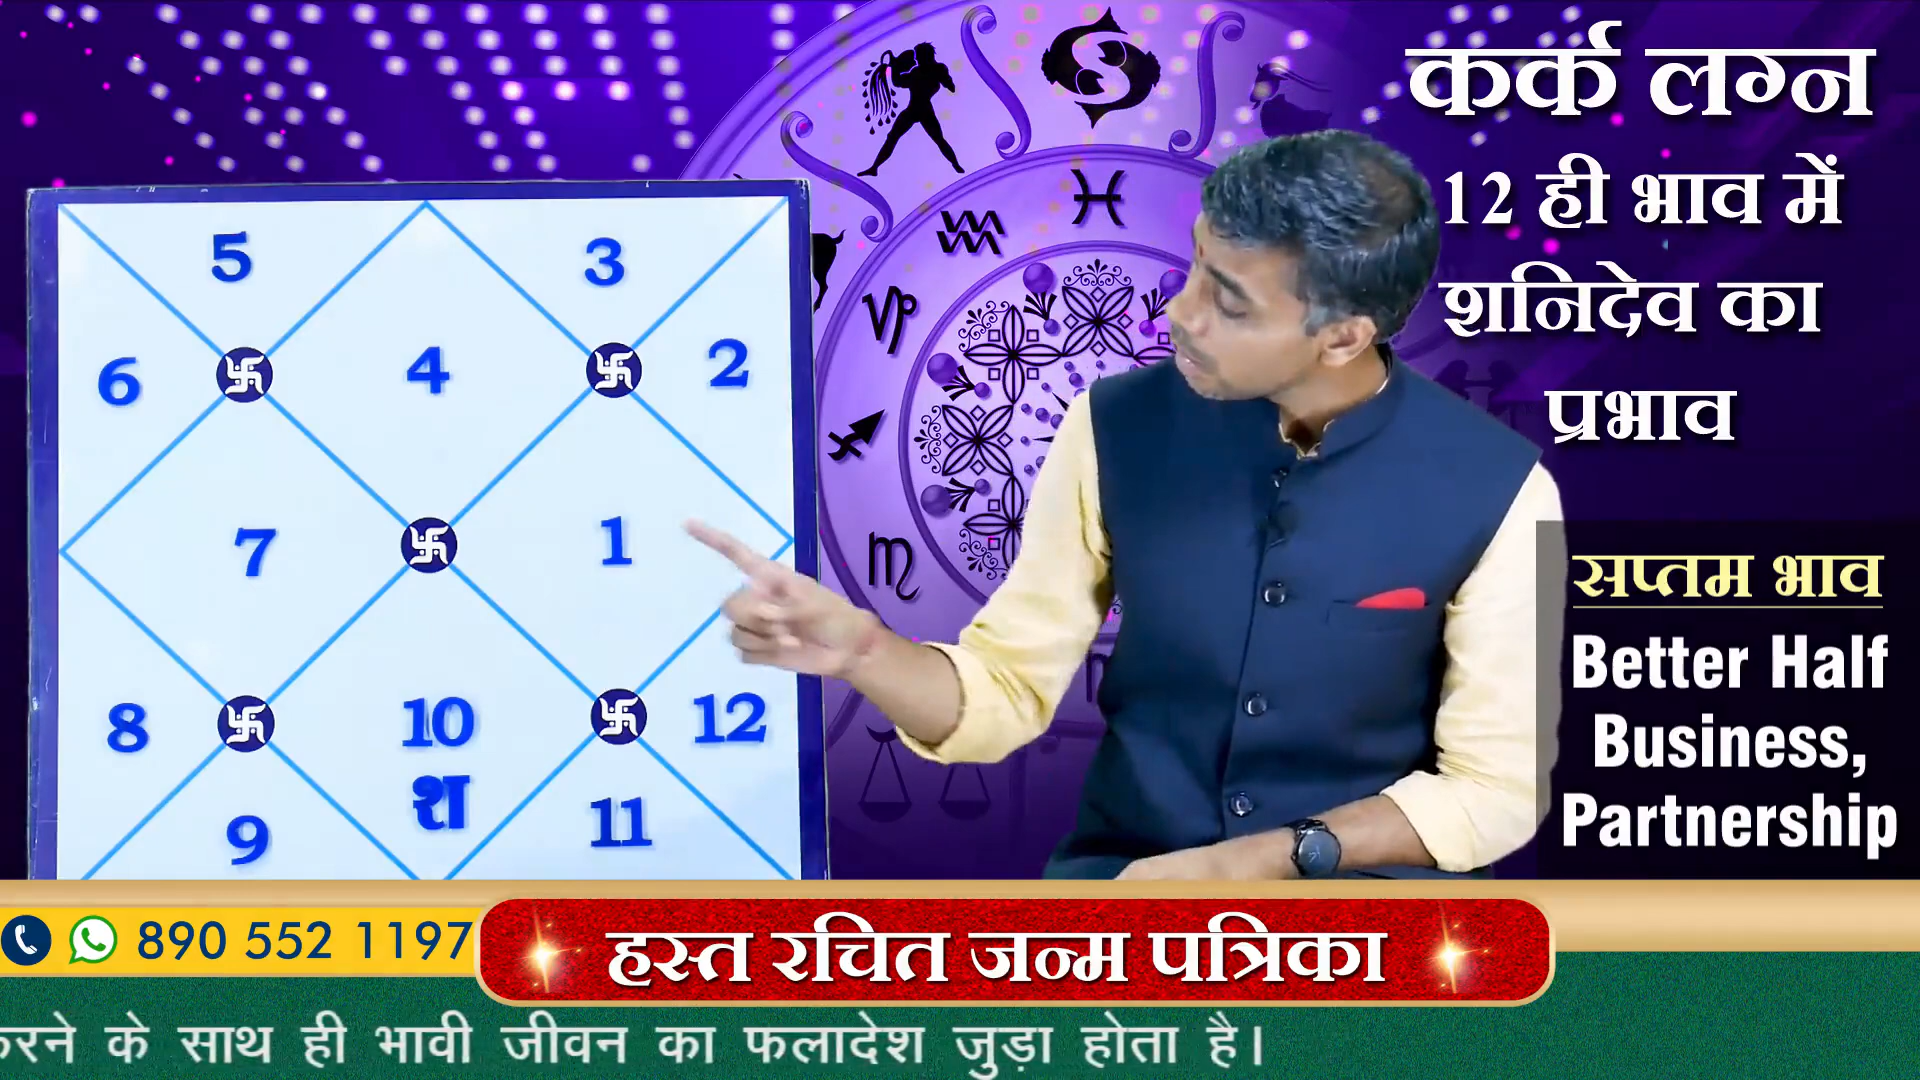 कर्क लग्न
12 ही भाव में
शनिदेव का
प्रभाव
5
3
6
4
2
7
1
8
10
12
श
9
11
सप्तम भाव
Better Half
Business,
Partnership
890 552 1197
हस्त रचित जन्म पत्रिका
के साथ ही भावी जीवन का फलादेश जुड़ा होता है।